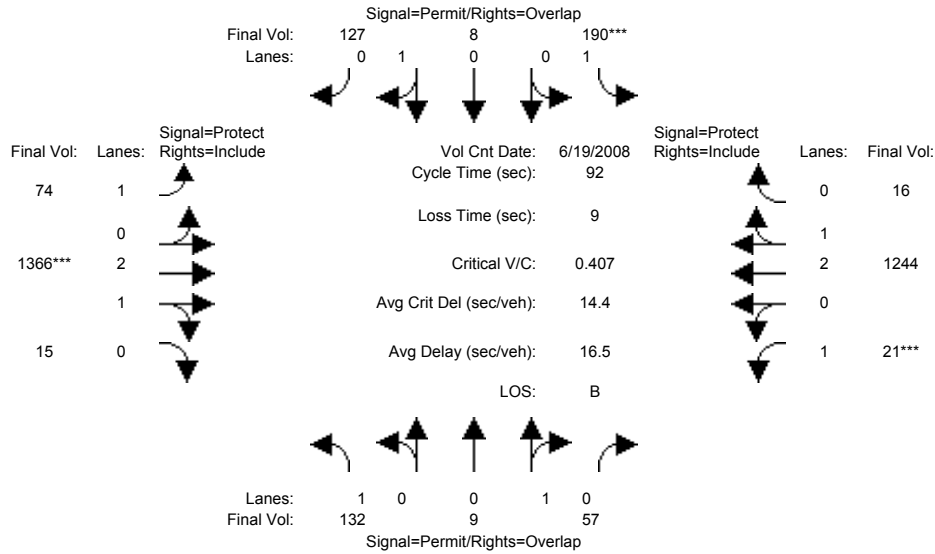 Signal=Permit/Rights=Overlap
Final Vol: 127 8 190***
Lanes: 0 1 0 0 1
Signal=Protect Signal=Protect
Final Vol: Lanes: Rights=Include Vol Cnt Date: 6/19/2008 Rights=Include Lanes: Final Vol:
Cycle Time (sec): 92
74 1 0 16
Loss Time (sec): 9
0 1
1366*** 2 Critical V/C: 0.407 2 1244
1 Avg Crit Del (sec/veh): 14.4 0
15 0 Avg Delay (sec/veh): 16.5 1 21***
LOS: B
Lanes: 1 0 0 1 0
Final Vol: 132 9 57
Signal=Permit/Rights=Overlap